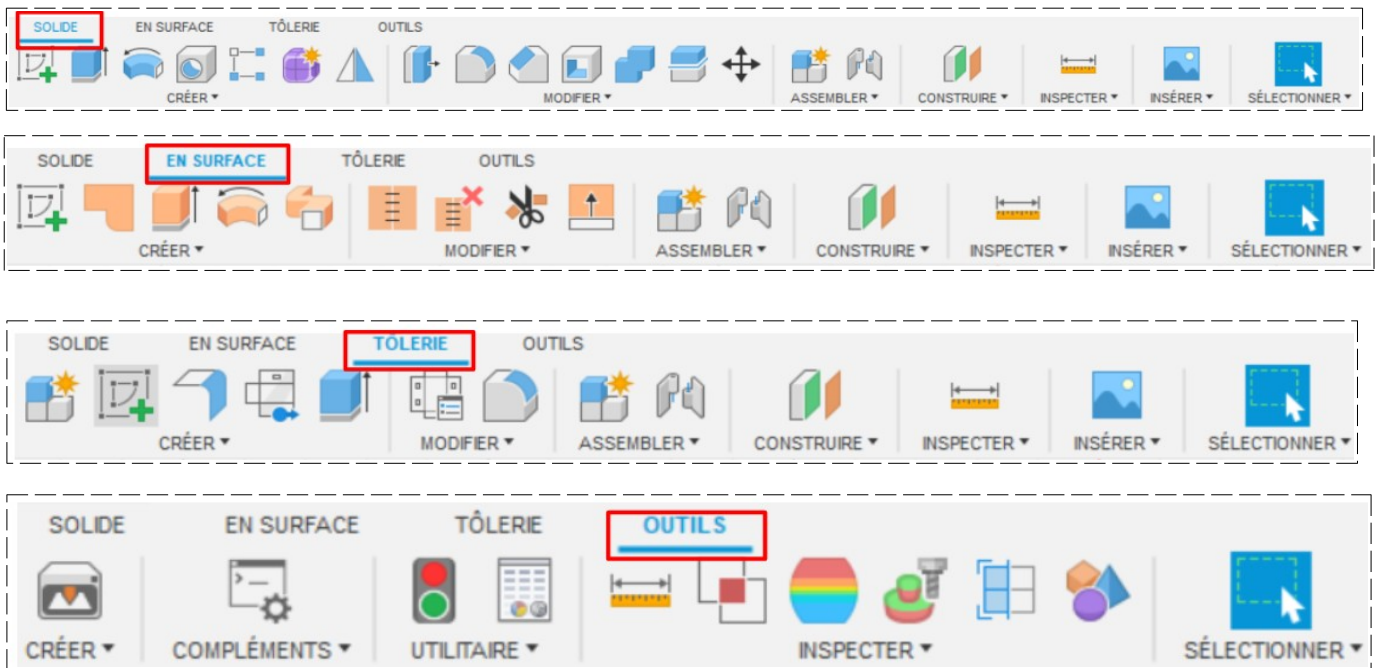 SOLIDE EN SURFACE TÔLERIE OUTILS
CRÉER MODIFIER ASSEMBLER CONSTRUIRE INSPECTER INSÉRER SÉLECTIONNER
SOLIDE EN SURFACE TÔLERIE OUTILS
CRÉER MODIFIER ASSEMBLER CONSTRUIRE INSPECTER INSÉRER SÉLECTIONNER
SOLIDE EN SURFACE TÔLERIE OUTILS
CRÉER MODIFIER ASSEMBLER CONSTRUIRE INSPECTER INSÉRER SÉLECTIONNER
SOLIDE EN SURFACE TÔLERIE OUTILS
CRÉER COMPLÉMENTS UTILITAIRE INSPECTER SÉLECTIONNER